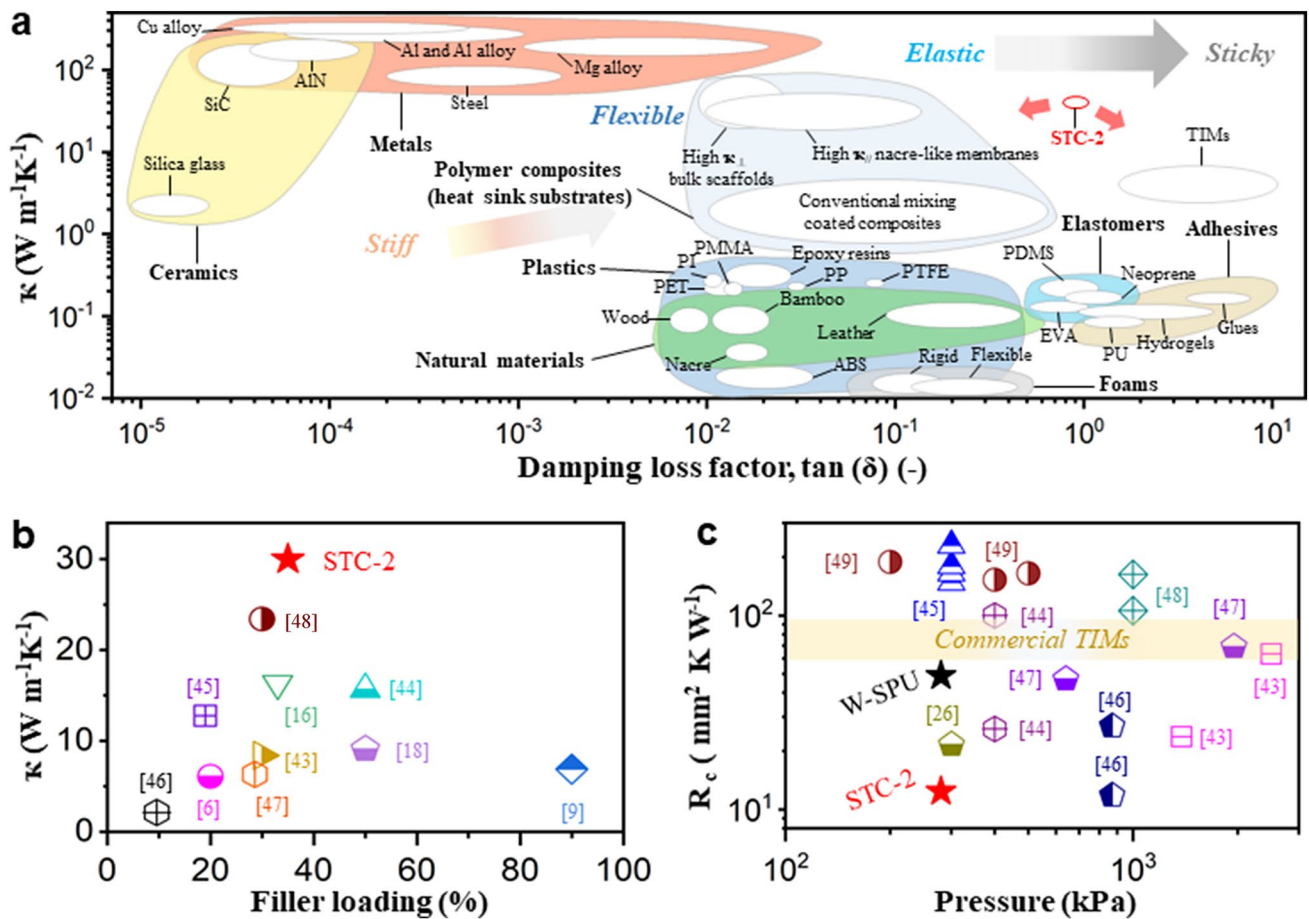 a
Cu alloy
Al and Al alloy
AlN
SiC
Mg alloy
Steel
Metals
Silica glass
Ceramics
Elastic
Sticky
Flexible
STC-2
TIMs
High κ⊥
bulk scaffolds
High κ// nacre-like membranes
Polymer composites
(heat sink substrates)
Conventional mixing
coated composites
Stiff
Elastomers
Adhesives
Plastics
PI
PMMA
Epoxy resins
PP
PTFE
PET
Bamboo
Wood
Leather
Natural materials
Nacre
ABS
Rigid
Flexible
Foams
PDMS
Neoprene
EVA
PU
Hydrogels
Glues
κ (W m⁻¹K⁻¹)
10²
10¹
10⁰
10⁻¹
10⁻²
10⁻⁵
10⁻⁴
10⁻³
10⁻²
10⁻¹
10⁰
10¹
Damping loss factor, tan (δ) (-)
b
STC-2
[48]
[45]
[16]
[44]
[43]
[18]
[46]
[6]
[47]
[9]
κ (W m⁻¹K⁻¹)
30
20
10
0
0
20
40
60
80
100
Filler loading (%)
c
[49]
[49]
[45]
[44]
[48]
[47]
Commercial TIMs
W-SPU
[47]
[43]
[26]
[44]
[46]
[43]
STC-2
[46]
R_c ( mm² K W⁻¹)
10²
10¹
10²
10³
Pressure (kPa)